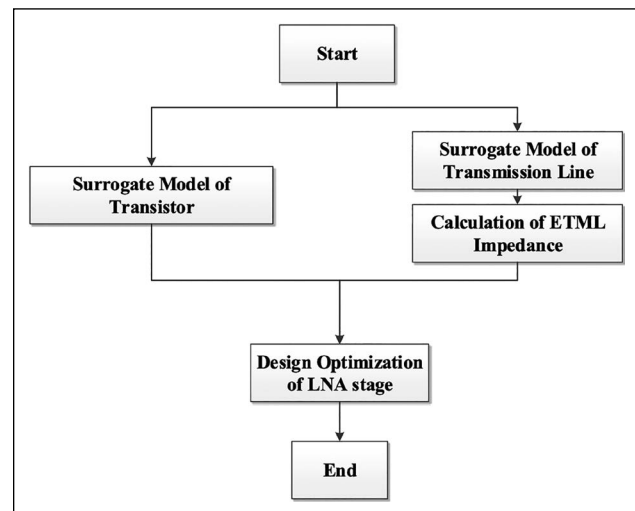 Start
Surrogate Model of
Transistor
Surrogate Model of
Transmission Line
Calculation of ETML
Impedance
Design Optimization
of LNA stage
End